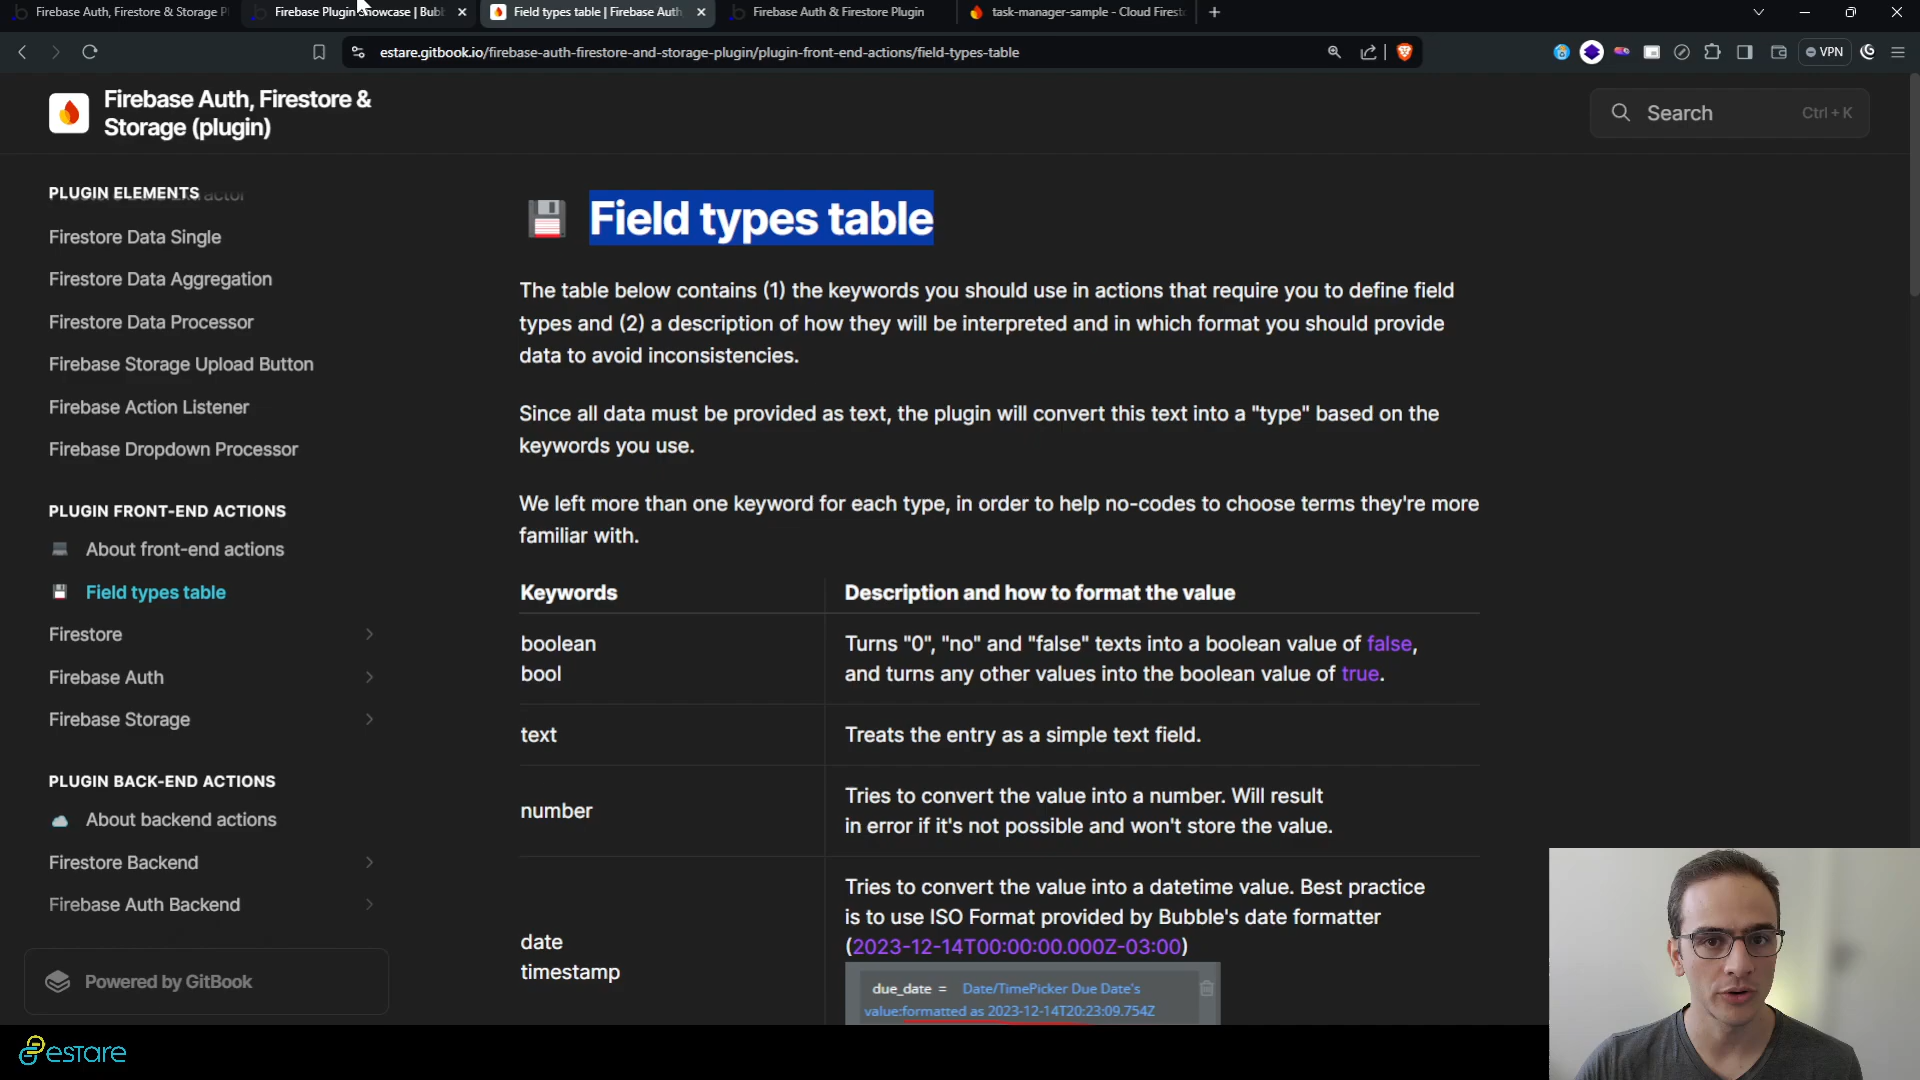 Firebase Auth, Firestore & Storage P
Firebase Plugin Showcase | Bub
Field types table | Firebase Auth
Firebase Auth & Firestore Plugin
task-manager-sample - Cloud Firest
estare.gitbook.io/firebase-auth-firestore-and-storage-plugin/plugin-front-end-actions/field-types-table
VPN
Firebase Auth, Firestore &
Storage (plugin)
Search
Ctrl + K
PLUGIN ELEMENTS
Firestore Data Single
Firestore Data Aggregation
Firestore Data Processor
Firebase Storage Upload Button
Firebase Action Listener
Firebase Dropdown Processor
PLUGIN FRONT-END ACTIONS
About front-end actions
Field types table
Firestore
Firebase Auth
Firebase Storage
PLUGIN BACK-END ACTIONS
About backend actions
Firestore Backend
Firebase Auth Backend
Powered by GitBook
Field types table
The table below contains (1) the keywords you should use in actions that require you to define field
types and (2) a description of how they will be interpreted and in which format you should provide
data to avoid inconsistencies.
Since all data must be provided as text, the plugin will convert this text into a "type" based on the
keywords you use.
We left more than one keyword for each type, in order to help no-codes to choose terms they're more
familiar with.
Keywords
Description and how to format the value
boolean
bool
Turns "0", "no" and "false" texts into a boolean value of false,
and turns any other values into the boolean value of true.
text
Treats the entry as a simple text field.
number
Tries to convert the value into a number. Will result
in error if it's not possible and won't store the value.
date
timestamp
Tries to convert the value into a datetime value. Best practice
is to use ISO Format provided by Bubble's date formatter
(2023-12-14T00:00:00.000Z-03:00)
due_date = Date/TimePicker Due Date's
value:formatted as 2023-12-14T20:23:09.754Z
estare